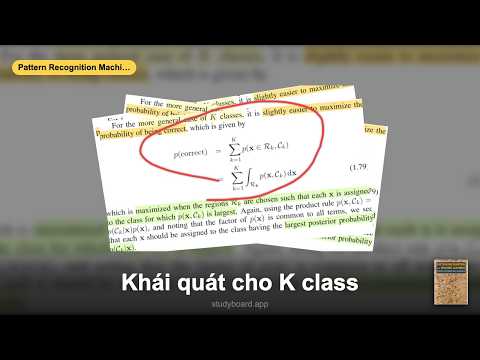 Pattern Recognition Machi...
For the more general case of K classes, it is slightly easier to maximize the
probability of being correct, which is given by
p(correct) = ∑_{k=1}^{K} p(x ∈ R_k, C_k)
= ∑_{k=1}^{K} ∫_{R_k} p(x, C_k) dx
(1.79
which is maximized when the regions R_k are chosen such that each x is assigned
to the class for which p(x, C_k) is largest. Again, using the product rule p(x, C_k) =
p(C_k|x)p(x), and noting that the factor of p(x) is common to all terms, we see
that each x should be assigned to the class having the largest posterior probability
Khái quát cho K class
studyboard.app